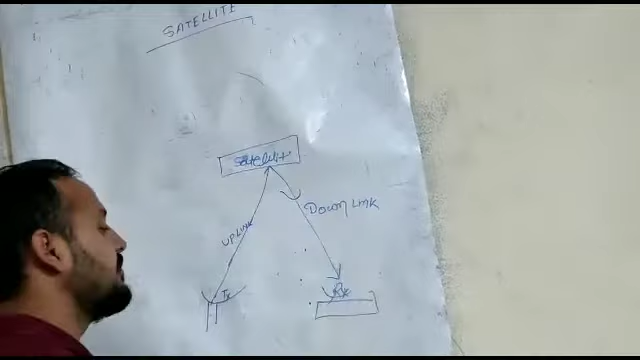 SATELLITE
Satellite
DOWN LINK
UPLINK
Tx
Rx